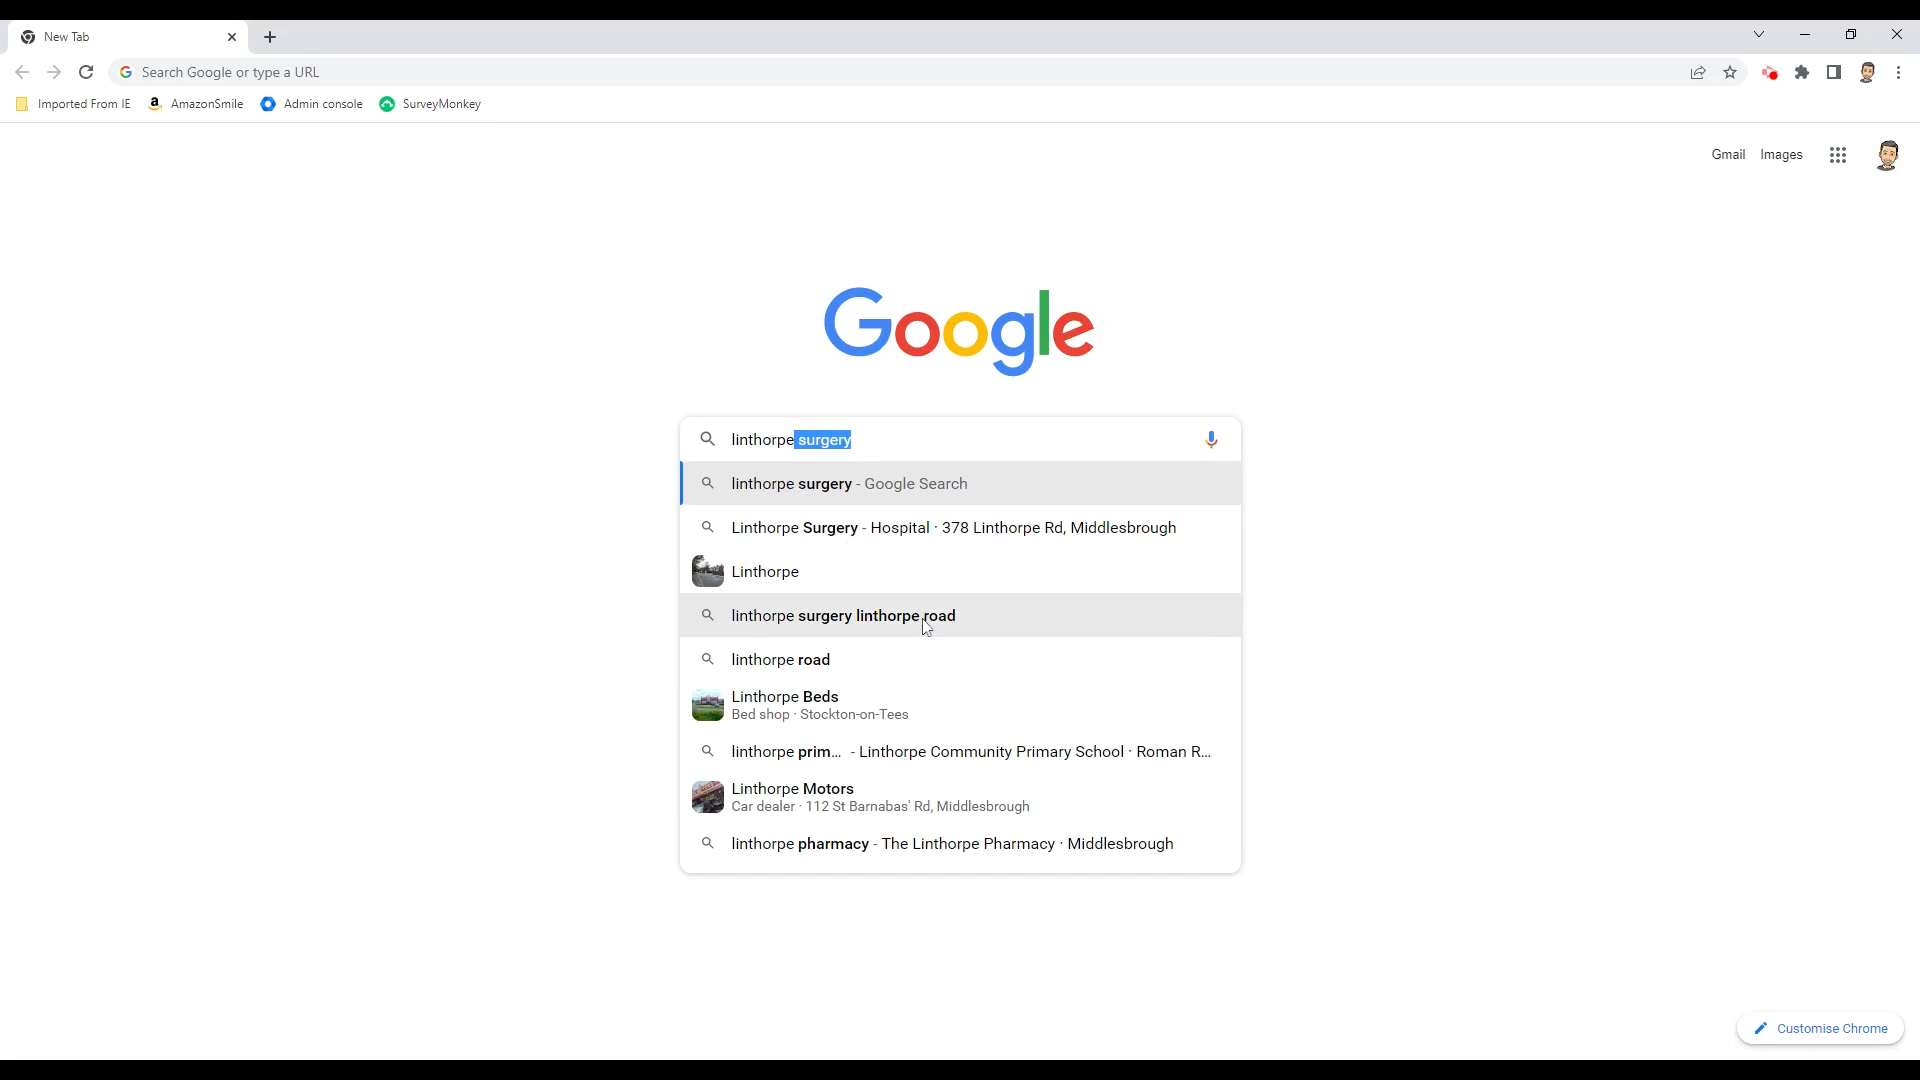 New Tab
Search Google or type a URL
Imported From IE AmazonSmile Admin console SurveyMonkey
Gmail Images
Google
linthorpe surgery
linthorpe surgery - Google Search
Linthorpe Surgery - Hospital · 378 Linthorpe Rd, Middlesbrough
Linthorpe
linthorpe surgery linthorpe road
linthorpe road
Linthorpe Beds
Bed shop · Stockton-on-Tees
linthorpe prim... - Linthorpe Community Primary School · Roman R...
Linthorpe Motors
Car dealer · 112 St Barnabas' Rd, Middlesbrough
linthorpe pharmacy - The Linthorpe Pharmacy · Middlesbrough
Customise Chrome